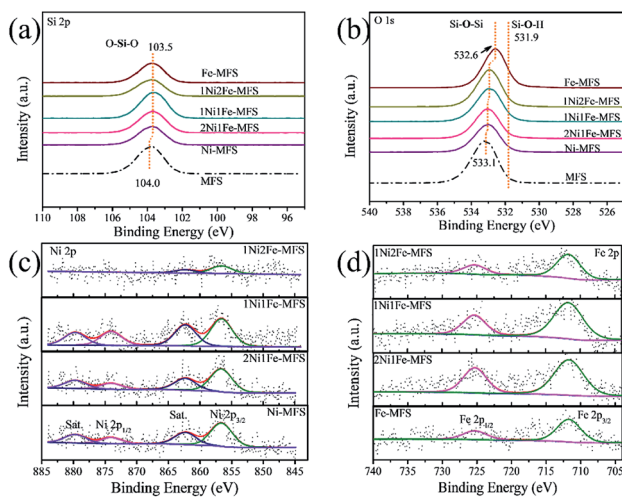 (a)
Si 2p
O-Si-O
103.5
Fe-MFS
1Ni2Fe-MFS
1Ni1Fe-MFS
2Ni1Fe-MFS
Ni-MFS
104.0
MFS
Intensity (a.u.)
110 108 106 104 102 100 98 96
Binding Energy (eV)
(b)
O 1s
Si-O-Si
Si-O-II
531.9
532.6
Fe-MFS
1Ni2Fe-MFS
1Ni1Fe-MFS
2Ni1Fe-MFS
Ni-MFS
533.1
MFS
Intensity (a.u.)
540 538 536 534 532 530 528 526
Binding Energy (eV)
(c)
Ni 2p
1Ni2Fe-MFS
1Ni1Fe-MFS
2Ni1Fe-MFS
Ni-MFS
Sat. Ni 2p1/2 Sat. Ni 2p3/2
Intensity (a.u.)
885 880 875 870 865 860 855 850 845
Binding Energy (eV)
(d)
1Ni2Fe-MFS
Fe 2p
1Ni1Fe-MFS
2Ni1Fe-MFS
Fe-MFS
Fe 2p1/2
Fe 2p3/2
Intensity (a.u.)
740 735 730 725 720 715 710 705
Binding Energy (eV)